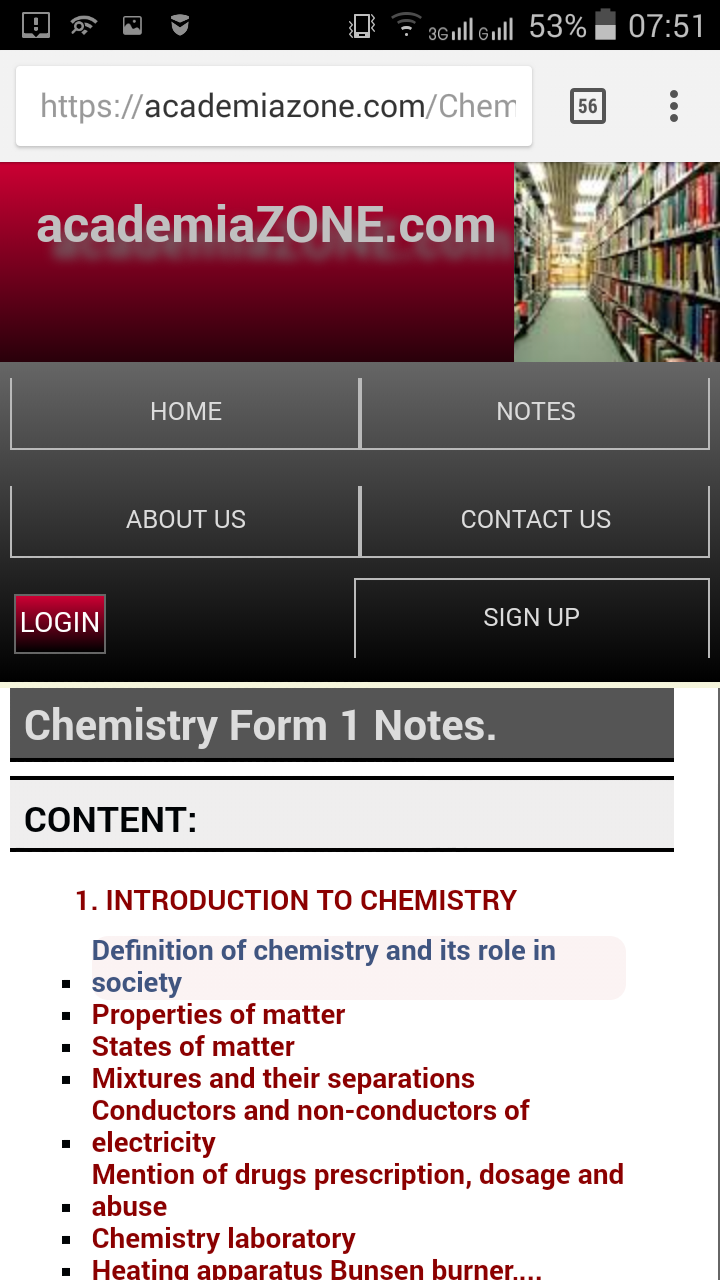 3G G 53% 07:51
https://academiazone.com/Chem
56
academiaZONE.com
HOME NOTES
ABOUT US CONTACT US
LOGIN SIGN UP
Chemistry Form 1 Notes.
CONTENT:
1. INTRODUCTION TO CHEMISTRY
Definition of chemistry and its role in
society
Properties of matter
States of matter
Mixtures and their separations
Conductors and non-conductors of
electricity
Mention of drugs prescription, dosage and
abuse
Chemistry laboratory
Heating apparatus Bunsen burner....